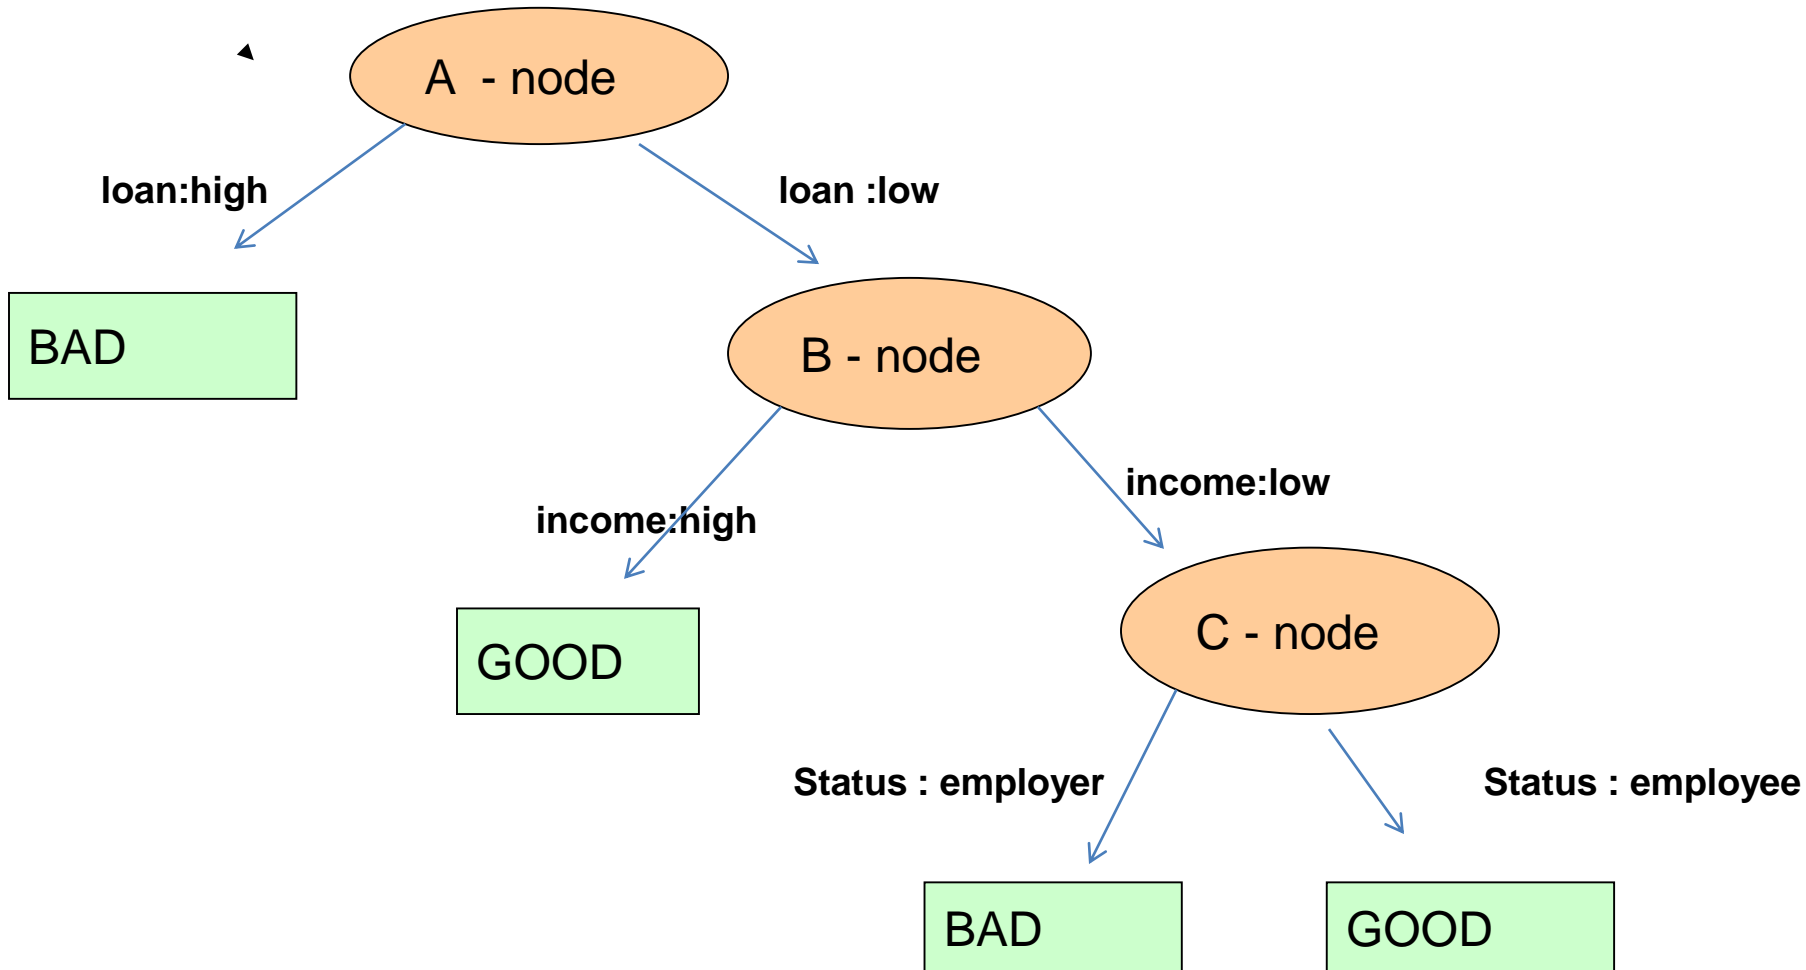 A - node
loan:high
loan :low
BAD
B - node
income:low
income:high
C - node
GOOD
Status : employer
Status : employee
BAD
GOOD